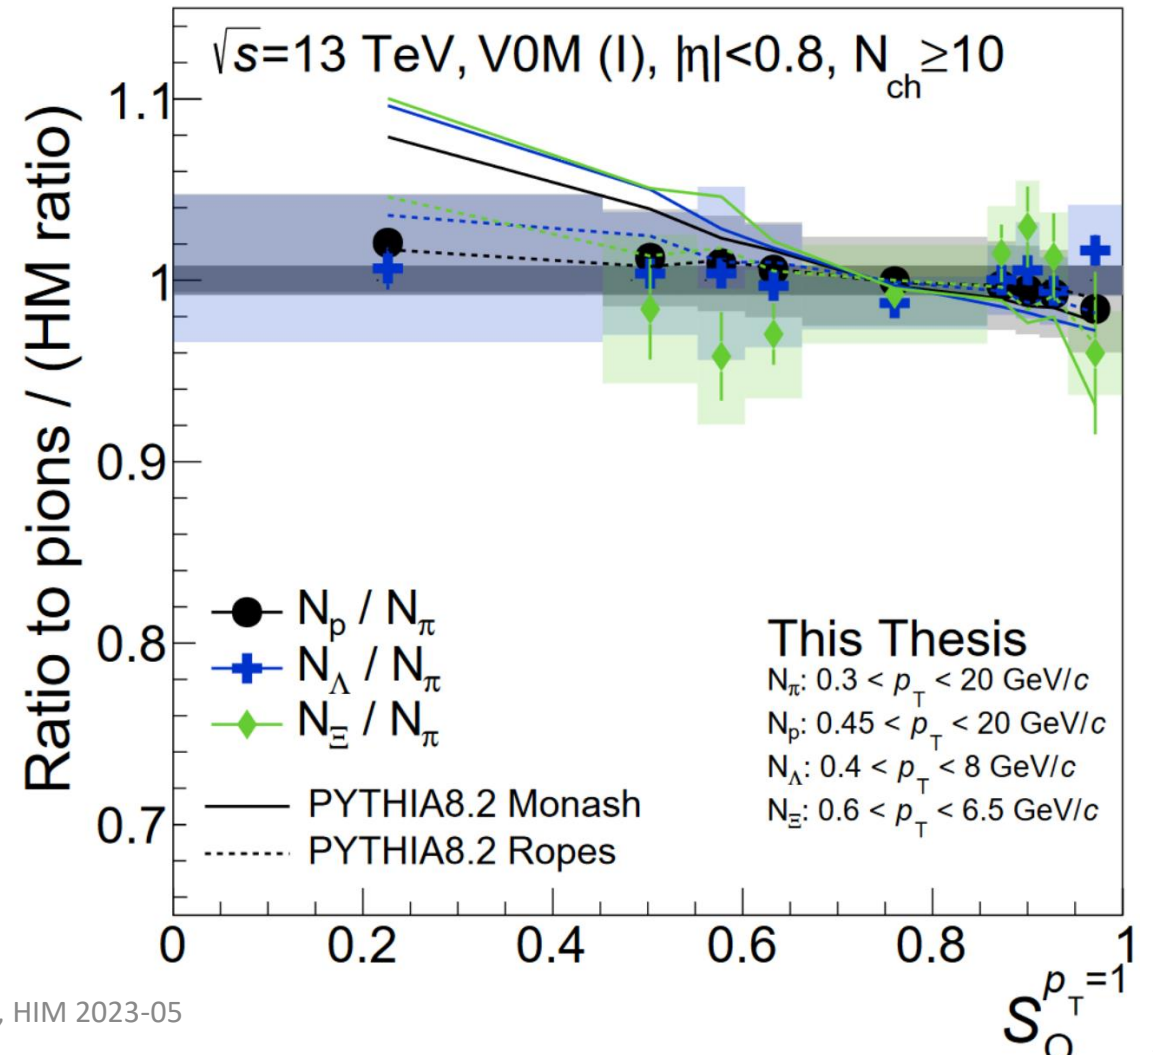 √s=13 TeV, V0M (I), |η|<0.8, N_ch≥10
Ratio to pions / (HM ratio)
1.1
1
0.9
0.8
0.7
N_p / N_π
N_Λ / N_π
N_Ξ / N_π
PYTHIA8.2 Monash
PYTHIA8.2 Ropes
This Thesis
N_π: 0.3 < p_T < 20 GeV/c
N_p: 0.45 < p_T < 20 GeV/c
N_Λ: 0.4 < p_T < 8 GeV/c
N_Ξ: 0.6 < p_T < 6.5 GeV/c
0 0.2 0.4 0.6 0.8 1
S_O^{p_T=1}
, HIM 2023-05